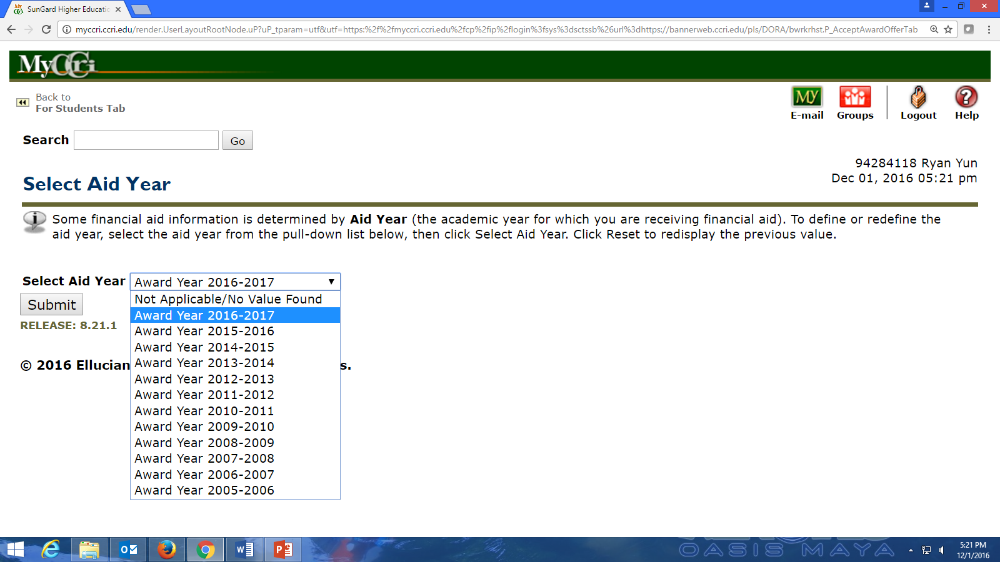 SunGard Higher Educatic
myccri.ccri.edu/render.UserLayoutRootNode.uP?uP_tparam=utf&utf=https:%2f%2fmyccri.ccri.edu%2fcp%2fip%2flogin%3fsys%3dsctssb%26url%3dhttps://bannerweb.ccri.edu/pls/DORA/bwrkrhst.P_AcceptAwardOfferTab
MyCCri
Back to
For Students Tab
MY
E-mail Groups Logout Help
Search Go
94284118 Ryan Yun
Dec 01, 2016 05:21 pm
Select Aid Year
Some financial aid information is determined by Aid Year (the academic year for which you are receiving financial aid). To define or redefine the
aid year, select the aid year from the pull-down list below, then click Select Aid Year. Click Reset to redisplay the previous value.
Select Aid Year Award Year 2016-2017
Not Applicable/No Value Found
Submit
Award Year 2016-2017
RELEASE: 8.21.1
Award Year 2015-2016
Award Year 2014-2015
© 2016 Ellucian s.
Award Year 2013-2014
Award Year 2012-2013
Award Year 2011-2012
Award Year 2010-2011
Award Year 2009-2010
Award Year 2008-2009
Award Year 2007-2008
Award Year 2006-2007
Award Year 2005-2006
OASIS MAYA
5:21 PM
12/1/2016